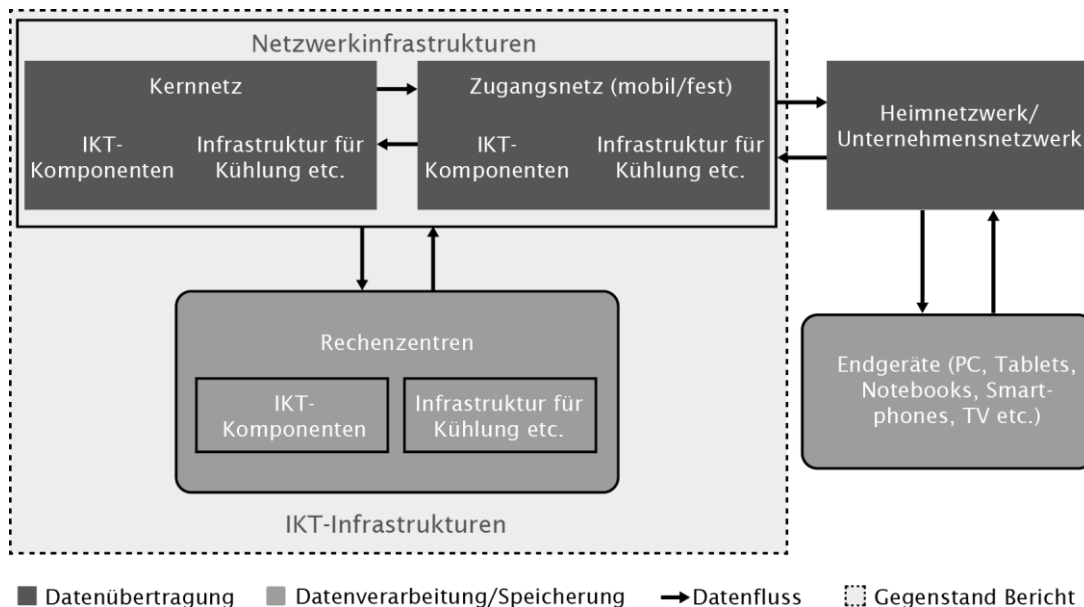 Netzwerkinfrastrukturen
Kernnetz
IKT-
Komponenten
Infrastruktur für
Kühlung etc.
Zugangsnetz (mobil/fest)
IKT-
Komponenten
Infrastruktur für
Kühlung etc.
Heimnetzwerk/
Unternehmensnetzwerk
Rechenzentren
IKT-
Komponenten
Infrastruktur für
Kühlung etc.
Endgeräte (PC, Tablets,
Notebooks, Smart-
phones, TV etc.)
IKT-Infrastrukturen
Datenübertragung
Datenverarbeitung/Speicherung
Datenfluss
Gegenstand Bericht